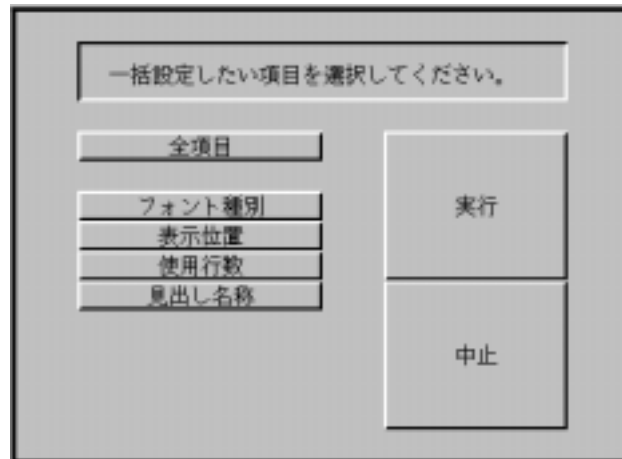 一括設定したい項目を選択してください。
全項目
フォント種別
表示位置
使用行数
見出し名称
実行
中止